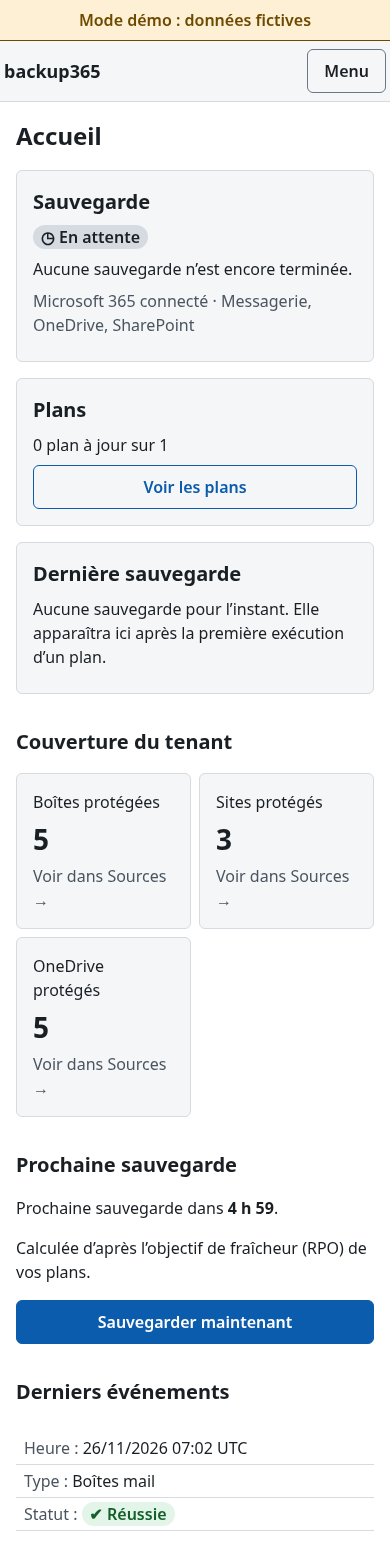 Mode démo : données fictives
backup365
Menu
Accueil
Sauvegarde
◷ En attente
Aucune sauvegarde n’est encore terminée.
Microsoft 365 connecté · Messagerie,
OneDrive, SharePoint
Plans
0 plan à jour sur 1
Voir les plans
Dernière sauvegarde
Aucune sauvegarde pour l’instant. Elle
apparaîtra ici après la première exécution
d’un plan.
Couverture du tenant
Boîtes protégées
5
Voir dans Sources
→
Sites protégés
3
Voir dans Sources
→
OneDrive
protégés
5
Voir dans Sources
→
Prochaine sauvegarde
Prochaine sauvegarde dans 4 h 59.
Calculée d’après l’objectif de fraîcheur (RPO) de
vos plans.
Sauvegarder maintenant
Derniers événements
Heure : 26/11/2026 07:02 UTC
Type : Boîtes mail
Statut : ✔ Réussie